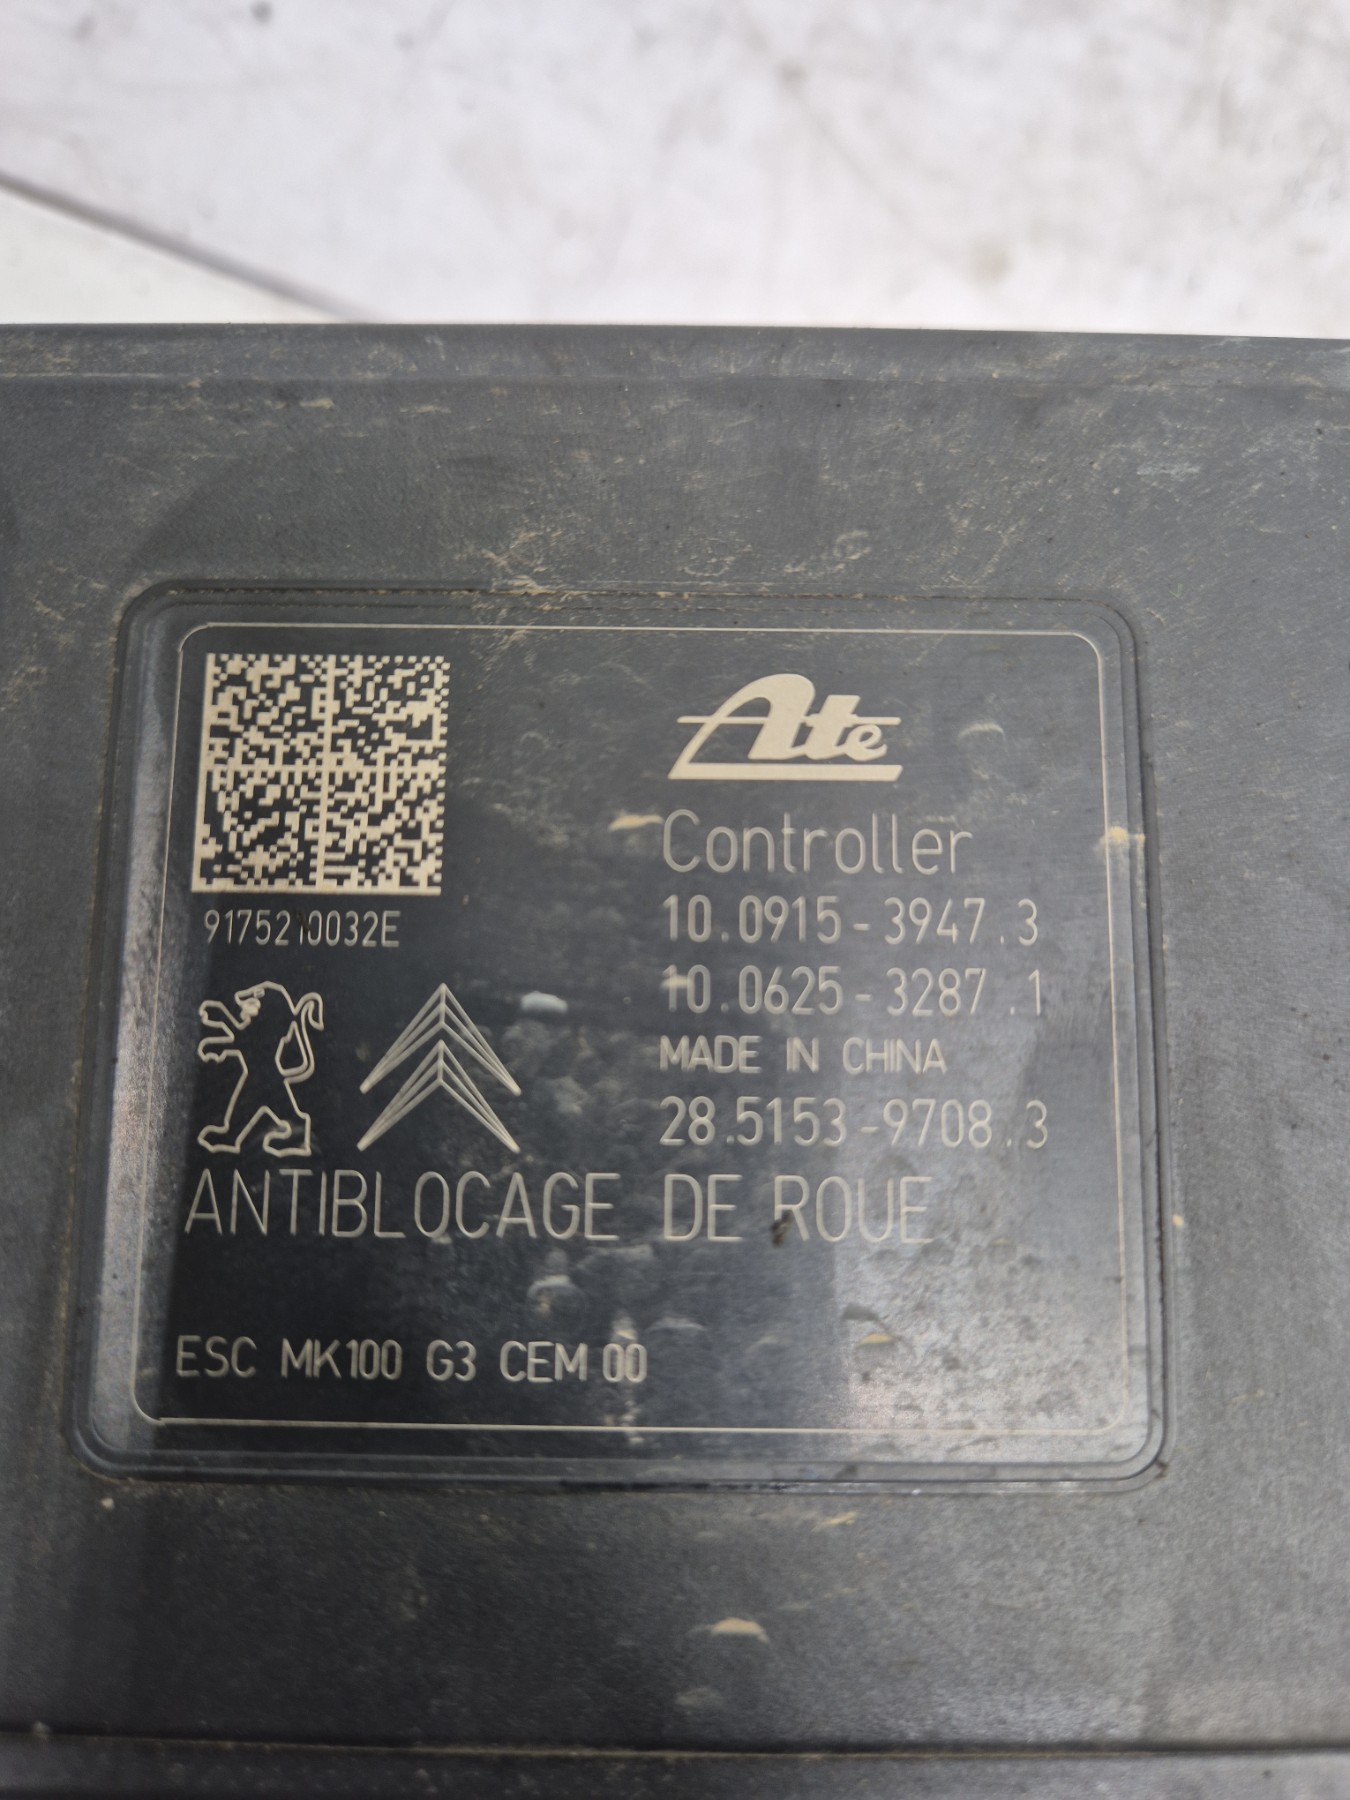 Ate
Controller
10.0915-3947.3
10.0625-3287.1
MADE IN CHINA
28.5153-9708.3
9175210032E
ANTIBLOCAGE DE ROUE
ESC MK100 G3 CEM 00